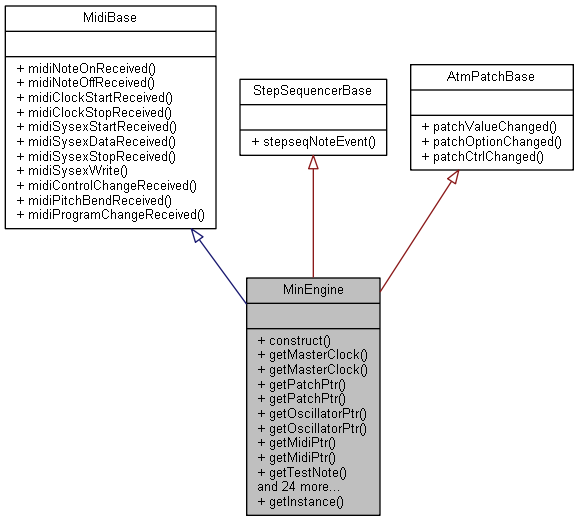 MidiBase
+ midiNoteOnReceived()
+ midiNoteOffReceived()
+ midiClockStartReceived()
+ midiClockStopReceived()
+ midiSysexStartReceived()
+ midiSysexDataReceived()
+ midiSysexStopReceived()
+ midiSysexWrite()
+ midiControlChangeReceived()
+ midiPitchBendReceived()
+ midiProgramChangeReceived()
StepSequencerBase
+ stepseqNoteEvent()
AtmPatchBase
+ patchValueChanged()
+ patchOptionChanged()
+ patchCtrlChanged()
MinEngine
+ construct()
+ getMasterClock()
+ getMasterClock()
+ getPatchPtr()
+ getPatchPtr()
+ getOscillatorPtr()
+ getOscillatorPtr()
+ getMidiPtr()
+ getMidiPtr()
+ getTestNote()
and 24 more...
+ getInstance()